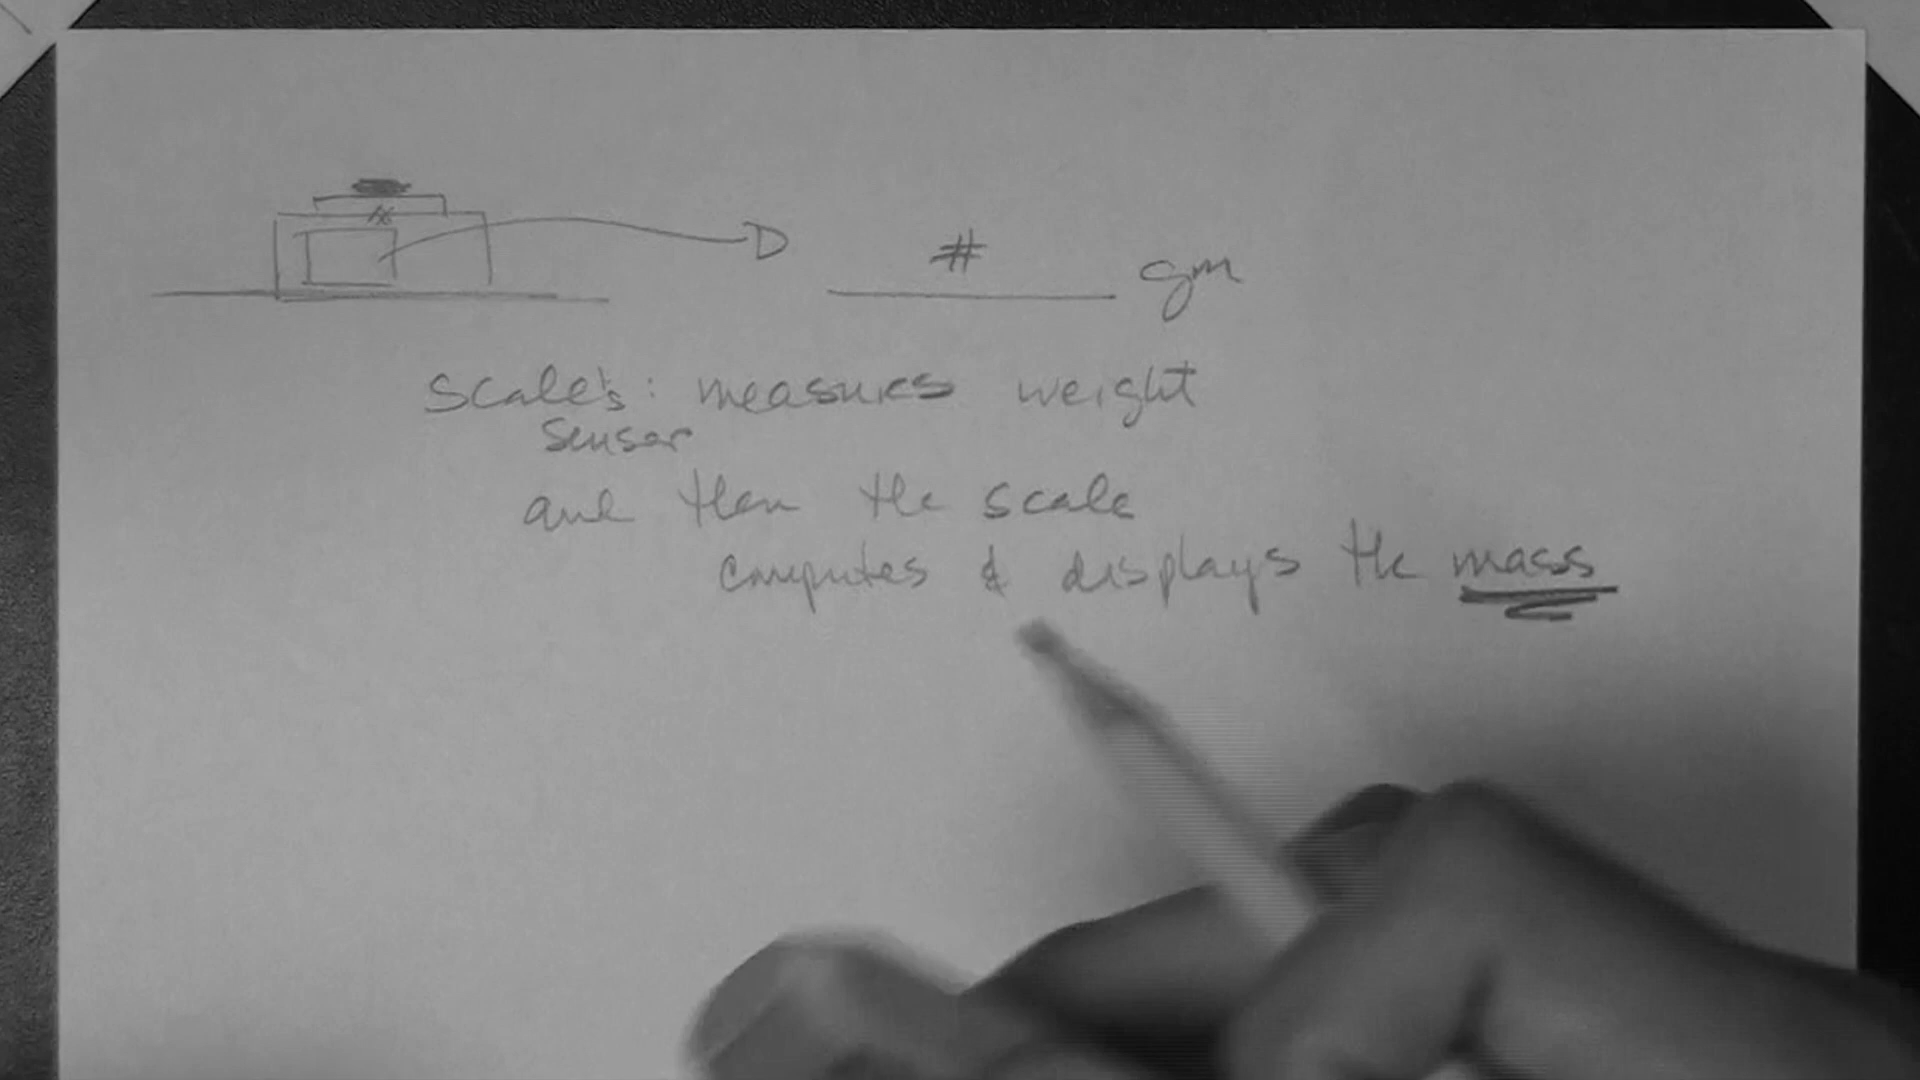 # gm
scale's: measures weight
sensor
and then the scale
computes & displays the mass